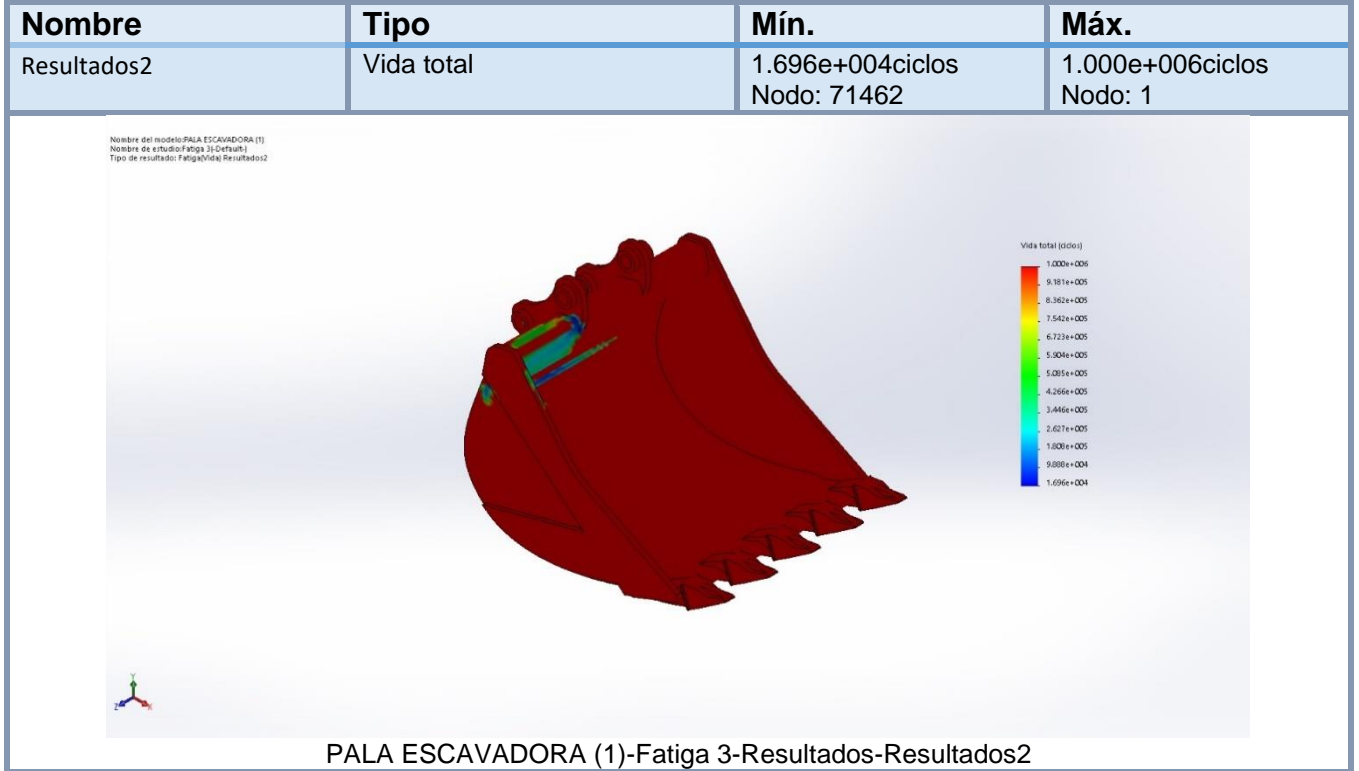 Nombre Tipo Mín. Máx.
Resultados2 Vida total 1.696e+004ciclos 1.000e+006ciclos
Nodo: 71462 Nodo: 1
Nombre del modelo:PALA ESCAVADORA (1)
Nombre de estudio:Fatiga 3(-Default-)
Tipo de resultado: Fatiga(Vida) Resultados2
Vida total (ciclos)
1.000e+006
9.181e+005
8.362e+005
7.542e+005
6.723e+005
5.904e+005
5.085e+005
4.266e+005
3.446e+005
2.627e+005
1.808e+005
9.888e+004
1.696e+004
Y
Z X
PALA ESCAVADORA (1)-Fatiga 3-Resultados-Resultados2